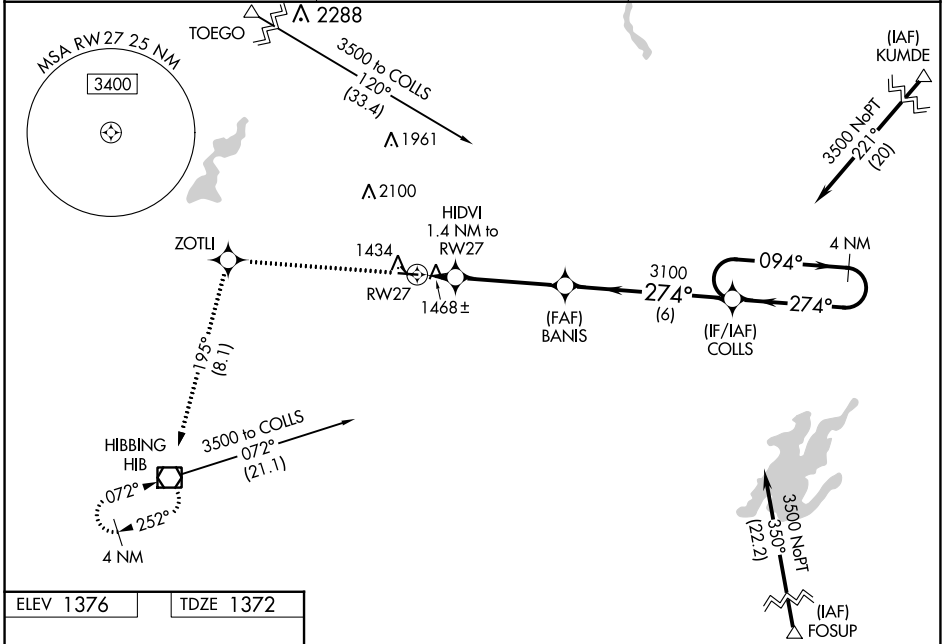 MSA RW27 25 NM
3400
TOEGO
2288
3500 to COLLS
120°
(33.4)
(IAF)
KUMDE
3500 NoPT
221°
(20)
1961
2100
HIDVI
1.4 NM to
RW27
ZOTLI
1434
RW27
1468±
(FAF)
BANIS
3100
274°
(6)
(IF/IAF)
COLLS
094°
274°
4 NM
195°
(8.1)
HIBBING
HIB
3500 to COLLS
072°
(21.1)
072°
252°
4 NM
3500 NoPT
350°
(22.2)
(IAF)
FOSUP
ELEV 1376
TDZE 1372